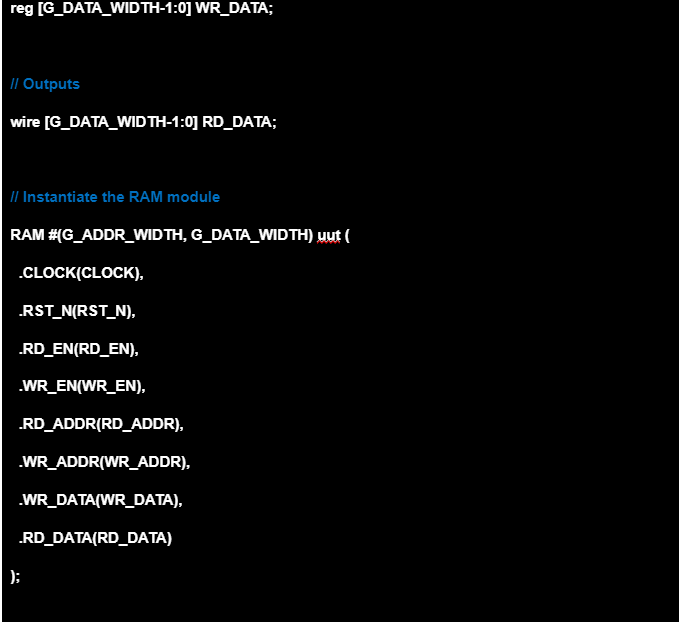 reg [G_DATA_WIDTH-1:0] WR_DATA;
// Outputs
wire [G_DATA_WIDTH-1:0] RD_DATA;
// Instantiate the RAM module
RAM #(G_ADDR_WIDTH, G_DATA_WIDTH) uut (
.CLOCK(CLOCK),
.RST_N(RST_N),
.RD_EN(RD_EN),
.WR_EN(WR_EN),
.RD_ADDR(RD_ADDR),
.WR_ADDR(WR_ADDR),
.WR_DATA(WR_DATA),
.RD_DATA(RD_DATA)
);